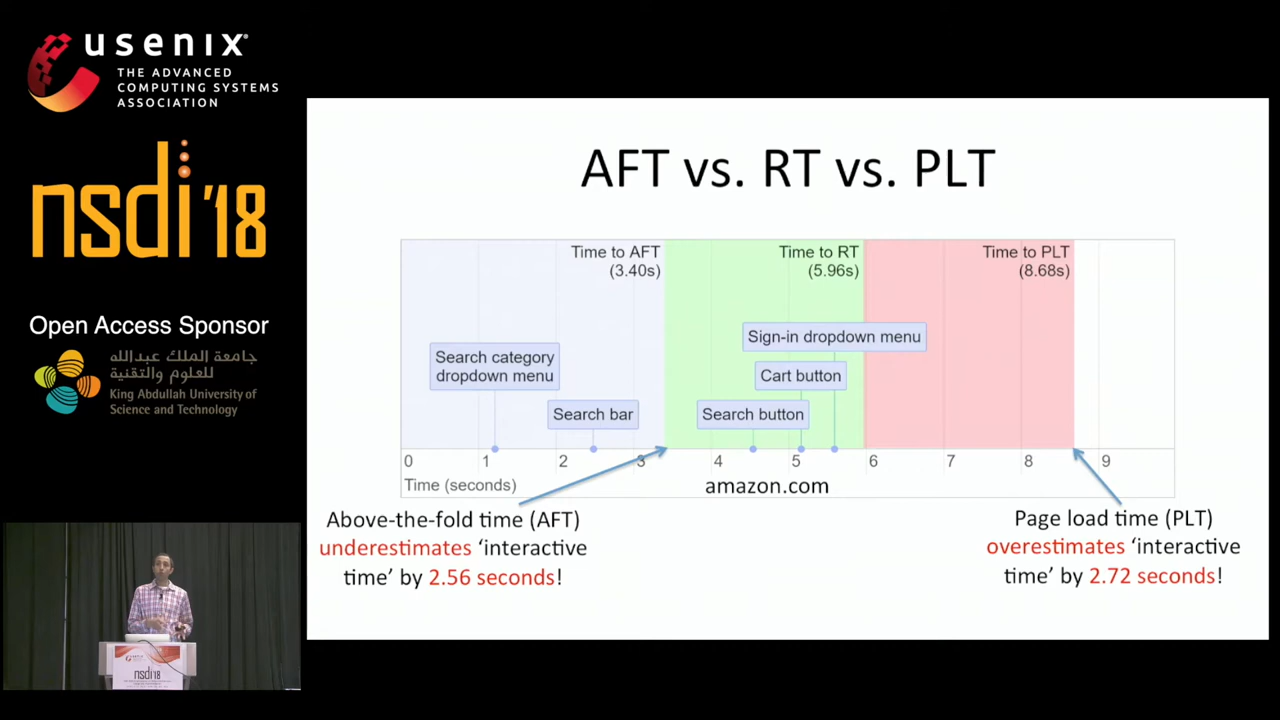 usenix
THE ADVANCED
COMPUTING SYSTEMS
ASSOCIATION
nsdi '18
Open Access Sponsor
جامعة الملك عبدالله
للعلوم والتقنية
King Abdullah University of
Science and Technology
AFT vs. RT vs. PLT
Time to AFT
(3.40s)
Time to RT
(5.96s)
Time to PLT
(8.68s)
Sign-in dropdown menu
Search category
dropdown menu
Cart button
Search bar
Search button
0 1 2 3 4 5 6 7 8 9
Time (seconds)
amazon.com
Above-the-fold time (AFT)
underestimates ‘interactive
time’ by 2.56 seconds!
Page load time (PLT)
overestimates ‘interactive
time’ by 2.72 seconds!
usenix
nsdi'18